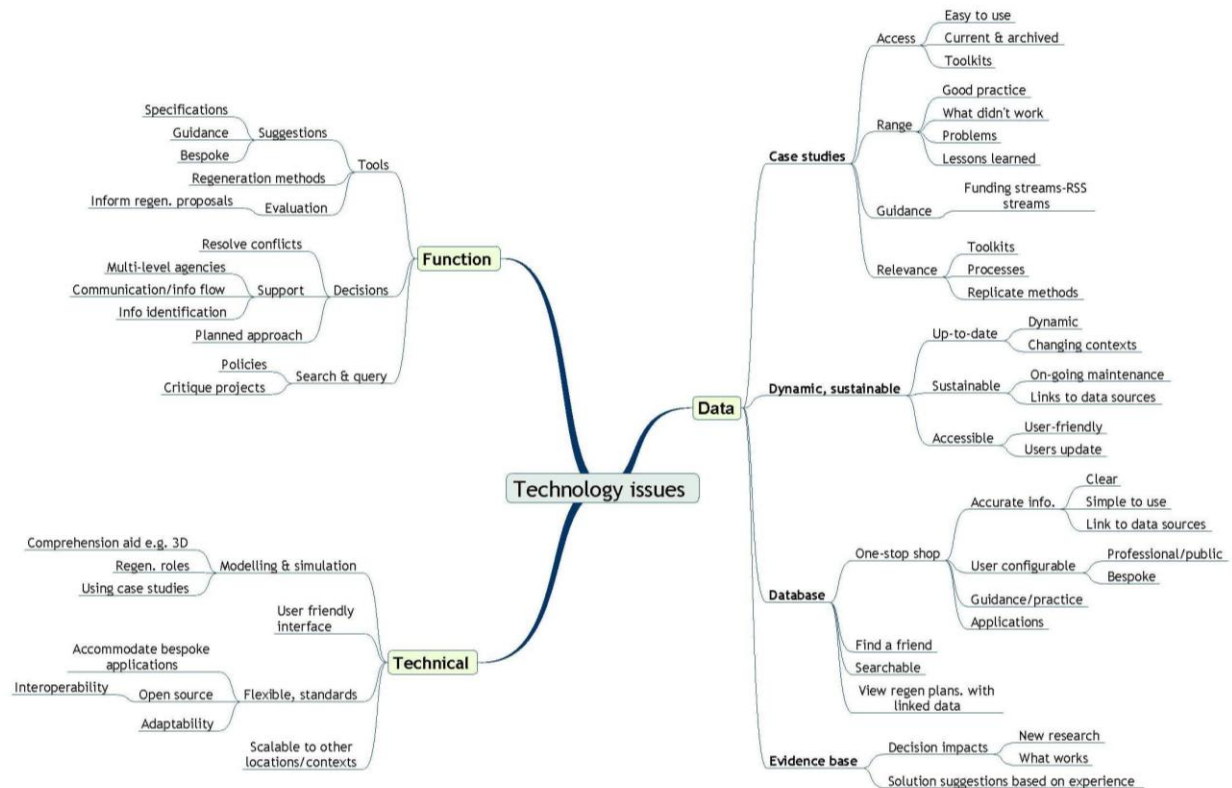 Technology issues
Function
Tools
Suggestions
Specifications
Guidance
Bespoke
Regeneration methods
Evaluation
Inform regen. proposals
Decisions
Resolve conflicts
Support
Multi-level agencies
Communication/info flow
Info identification
Planned approach
Search & query
Policies
Critique projects
Technical
Modelling & simulation
Comprehension aid e.g. 3D
Regen. roles
Using case studies
User friendly
interface
Flexible, standards
Accommodate bespoke
applications
Open source
Interoperability
Adaptability
Scalable to other
locations/contexts
Data
Case studies
Access
Easy to use
Current & archived
Toolkits
Range
Good practice
What didn't work
Problems
Lessons learned
Guidance
Funding streams-RSS
streams
Relevance
Toolkits
Processes
Replicate methods
Dynamic, sustainable
Up-to-date
Dynamic
Changing contexts
Sustainable
On-going maintenance
Links to data sources
Accessible
User-friendly
Users update
Database
One-stop shop
Accurate info.
Clear
Simple to use
Link to data sources
User configurable
Professional/public
Bespoke
Guidance/practice
Applications
Find a friend
Searchable
View regen plans. with
linked data
Evidence base
Decision impacts
New research
What works
Solution suggestions based on experience